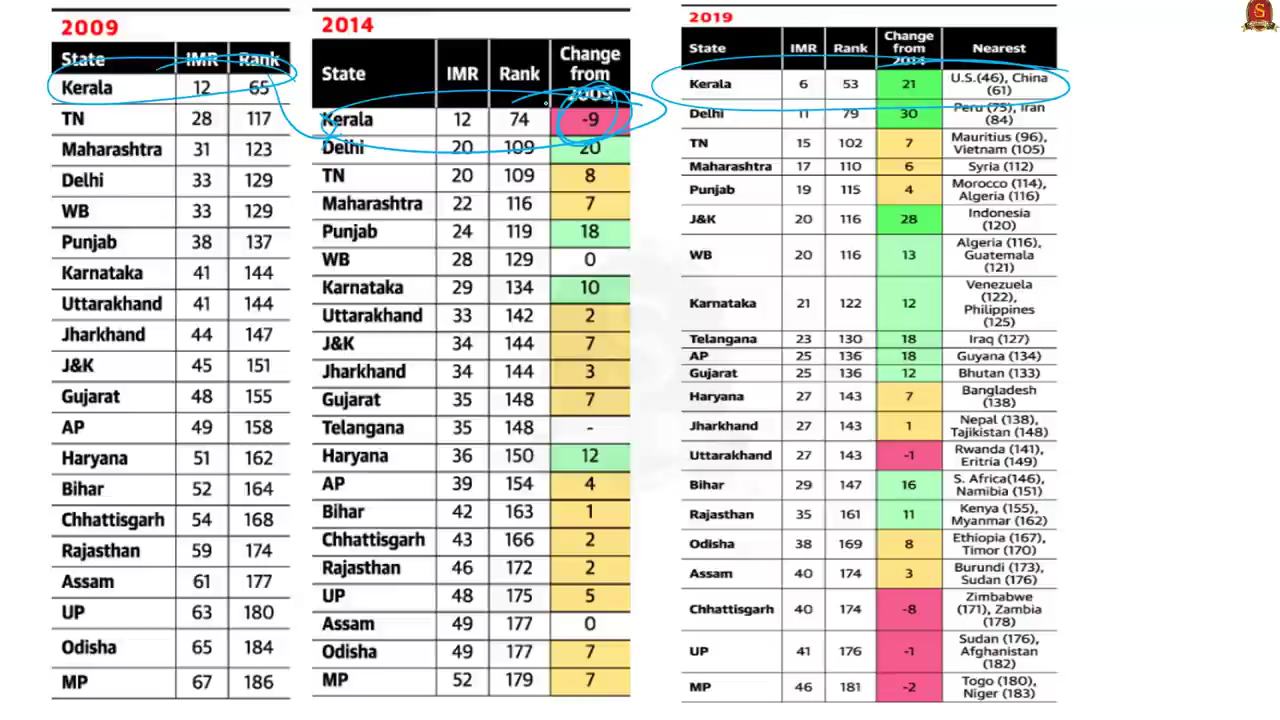 2009
State IMR Rank
Kerala 12 65
TN 28 117
Maharashtra 31 123
Delhi 33 129
WB 33 129
Punjab 38 137
Karnataka 41 144
Uttarakhand 41 144
Jharkhand 44 147
J&K 45 151
Gujarat 48 155
AP 49 158
Haryana 51 162
Bihar 52 164
Chhattisgarh 54 168
Rajasthan 59 174
Assam 61 177
UP 63 180
Odisha 65 184
MP 67 186
2014
State IMR Rank Change
from
2009
Kerala 12 74 -9
Delhi 20 109 20
TN 20 109 8
Maharashtra 22 116 7
Punjab 24 119 18
WB 28 129 0
Karnataka 29 134 10
Uttarakhand 33 142 2
J&K 34 144 7
Jharkhand 34 144 3
Gujarat 35 148 7
Telangana 35 148 -
Haryana 36 150 12
AP 39 154 4
Bihar 42 163 1
Chhattisgarh 43 166 2
Rajasthan 46 172 2
UP 48 175 5
Assam 49 177 0
Odisha 49 177 7
MP 52 179 7
2019
State IMR Rank Change
from
2014 Nearest
Kerala 6 53 21 U.S.(46), China
(61)
Delhi 11 79 30 Peru (75), Iran
(84)
TN 15 102 7 Mauritius (96),
Vietnam (105)
Maharashtra 17 110 6 Syria (112)
Punjab 19 115 4 Morocco (114),
Algeria (116)
J&K 20 116 28 Indonesia
(120)
WB 20 116 13 Algeria (116),
Guatemala
(121)
Karnataka 21 122 12 Venezuela
(122),
Philippines
(125)
Telangana 23 130 18 Iraq (127)
AP 25 136 18 Guyana (134)
Gujarat 25 136 12 Bhutan (133)
Haryana 27 143 7 Bangladesh
(138)
Jharkhand 27 143 1 Nepal (138),
Tajikistan (148)
Uttarakhand 27 143 -1 Rwanda (141),
Eritria (149)
Bihar 29 147 16 S. Africa(146),
Namibia (151)
Rajasthan 35 161 11 Kenya (155),
Myanmar (162)
Odisha 38 169 8 Ethiopia (167),
Timor (170)
Assam 40 174 3 Burundi (173),
Sudan (176)
Chhattisgarh 40 174 -8 Zimbabwe
(171), Zambia
(178)
UP 41 176 -1 Sudan (176),
Afghanistan
(182)
MP 46 181 -2 Togo (180),
Niger (183)